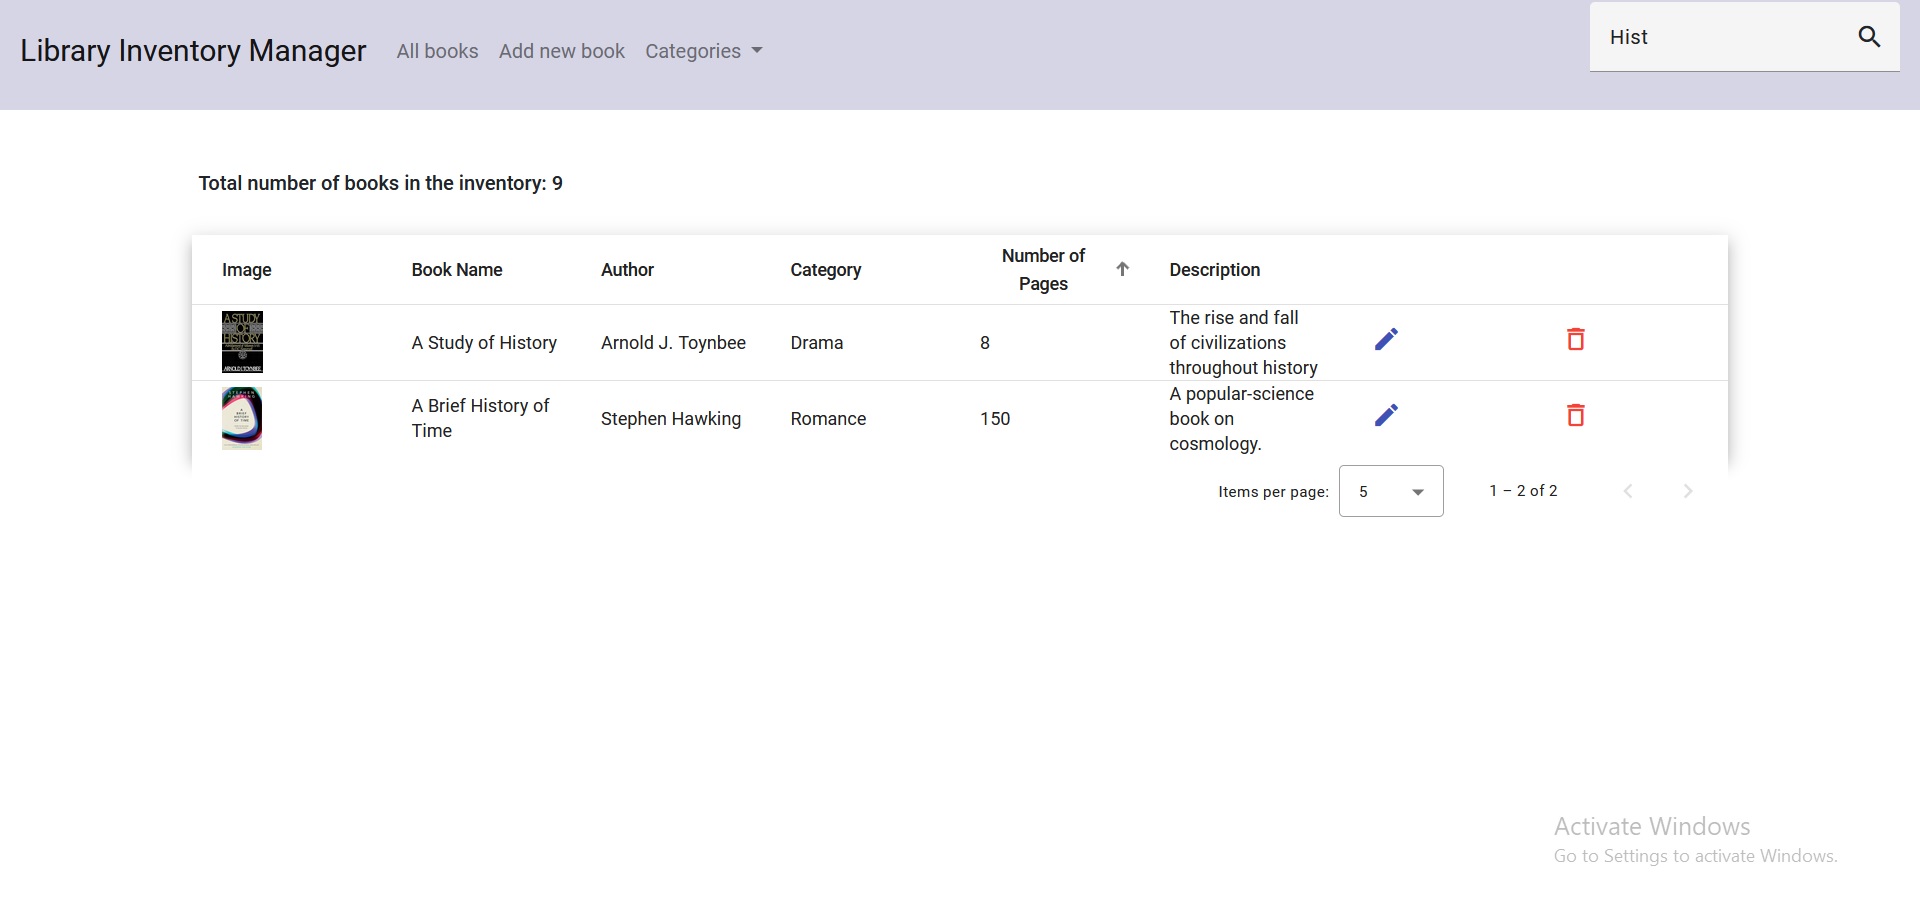 Library Inventory Manager All books Add new book Categories
Hist
Total number of books in the inventory: 9
Image Book Name Author Category Number of Pages Description
A STUDY
OF
HISTORY
ARNOLD J. TOYNBEE
A Study of History Arnold J. Toynbee Drama 8
The rise and fall
of civilizations
throughout history
A Brief History of
Time
Stephen Hawking Romance 150
A popular-science
book on
cosmology.
Items per page: 5 1 – 2 of 2
Activate Windows
Go to Settings to activate Windows.